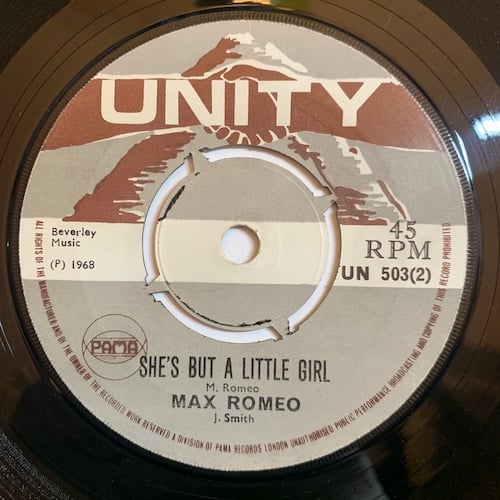 UNITY
Beverley
Music
(P) 1968
45
RPM
UN 503(2)
PAMA
SHE'S BUT A LITTLE GIRL
M. Romeo
MAX ROMEO
J. Smith
ALL RIGHTS OF THE MANUFACTURER AND OF THE OWNER OF THE RECORDED WORK RESERVED A DIVISION OF PAMA RECORDS LONDON UNAUTHORISED PUBLIC PERFORMANCE BROADCASTING AND COPYING OF THIS RECORD PROHIBITED